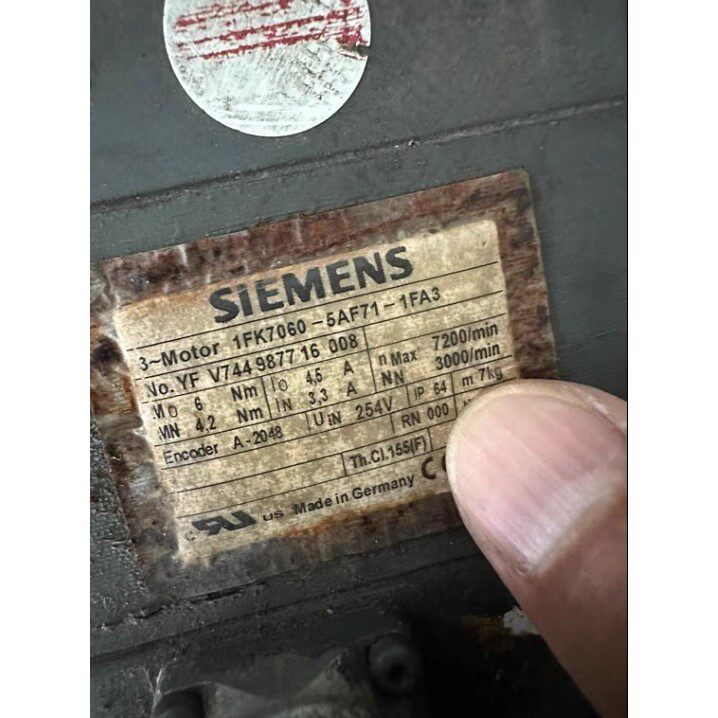 SIEMENS
3~Motor 1FK7060-5AF71-1FA3
No. YF V744 9877 16 008
M0 6 Nm I0 4,5 A n Max 7200/min
MN 4,2 Nm IN 3,3 A NN 3000/min
Encoder A-2048 UIN 254V IP 64 m 7kg
RN 000
Th.Cl.155(F)
c RU US Made in Germany C